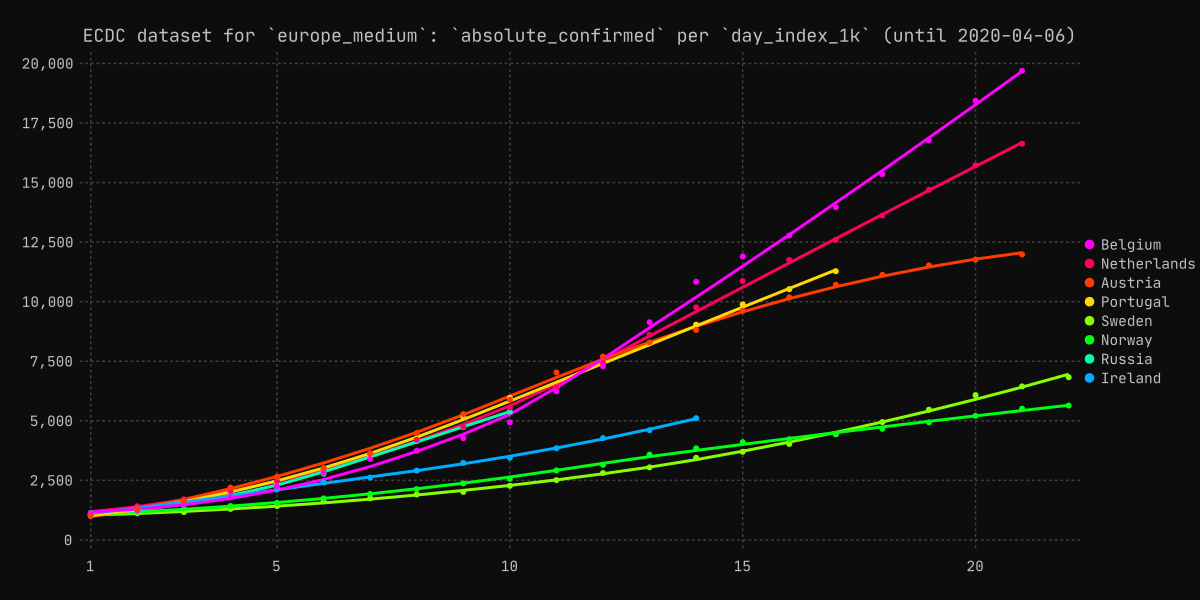 ECDC dataset for `europe_medium`: `absolute_confirmed` per `day_index_1k` (until 2020-04-06)
20,000
17,500
15,000
12,500
10,000
7,500
5,000
2,500
0
1 5 10 15 20
Belgium
Netherlands
Austria
Portugal
Sweden
Norway
Russia
Ireland